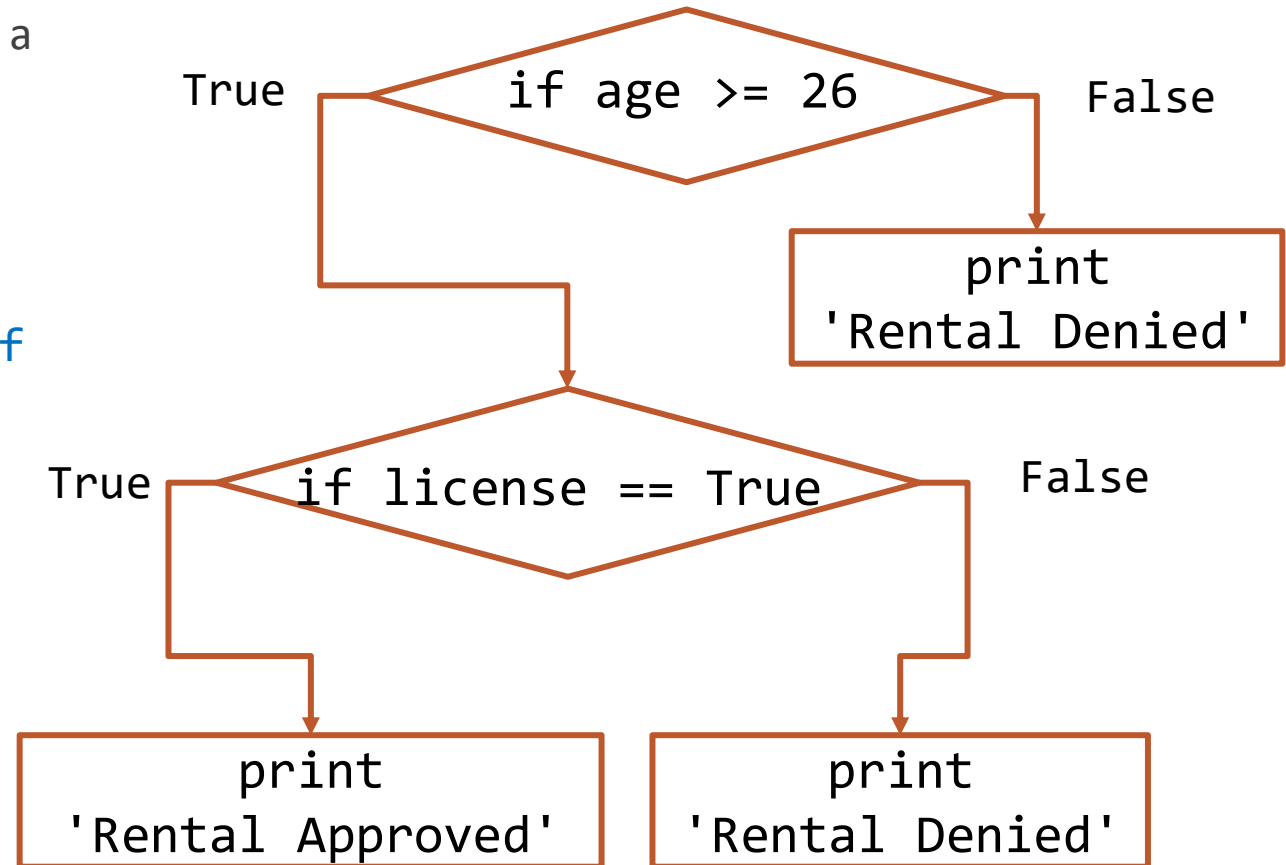 a
True
if age >= 26
False
print
'Rental Denied'
f
True
if license == True
False
print
'Rental Approved'
print
'Rental Denied'